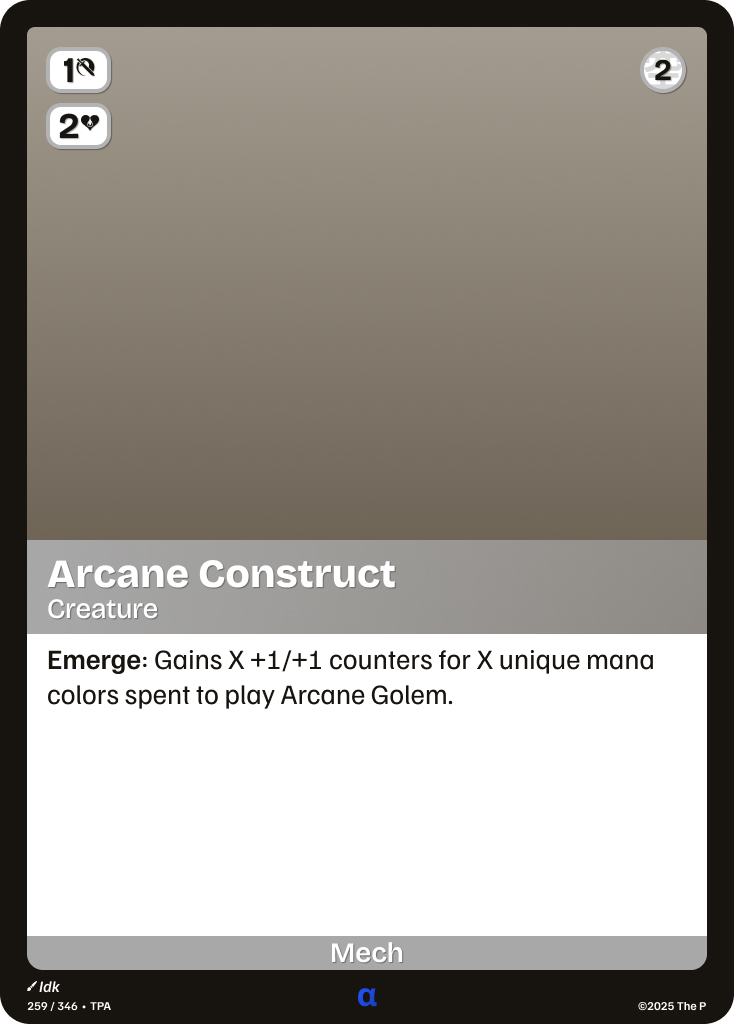 1
2
2
Arcane Construct
Creature
Emerge: Gains X +1/+1 counters for X unique mana
colors spent to play Arcane Golem.
Mech
Idk
259 / 346 • TPA
α
©2025 The P